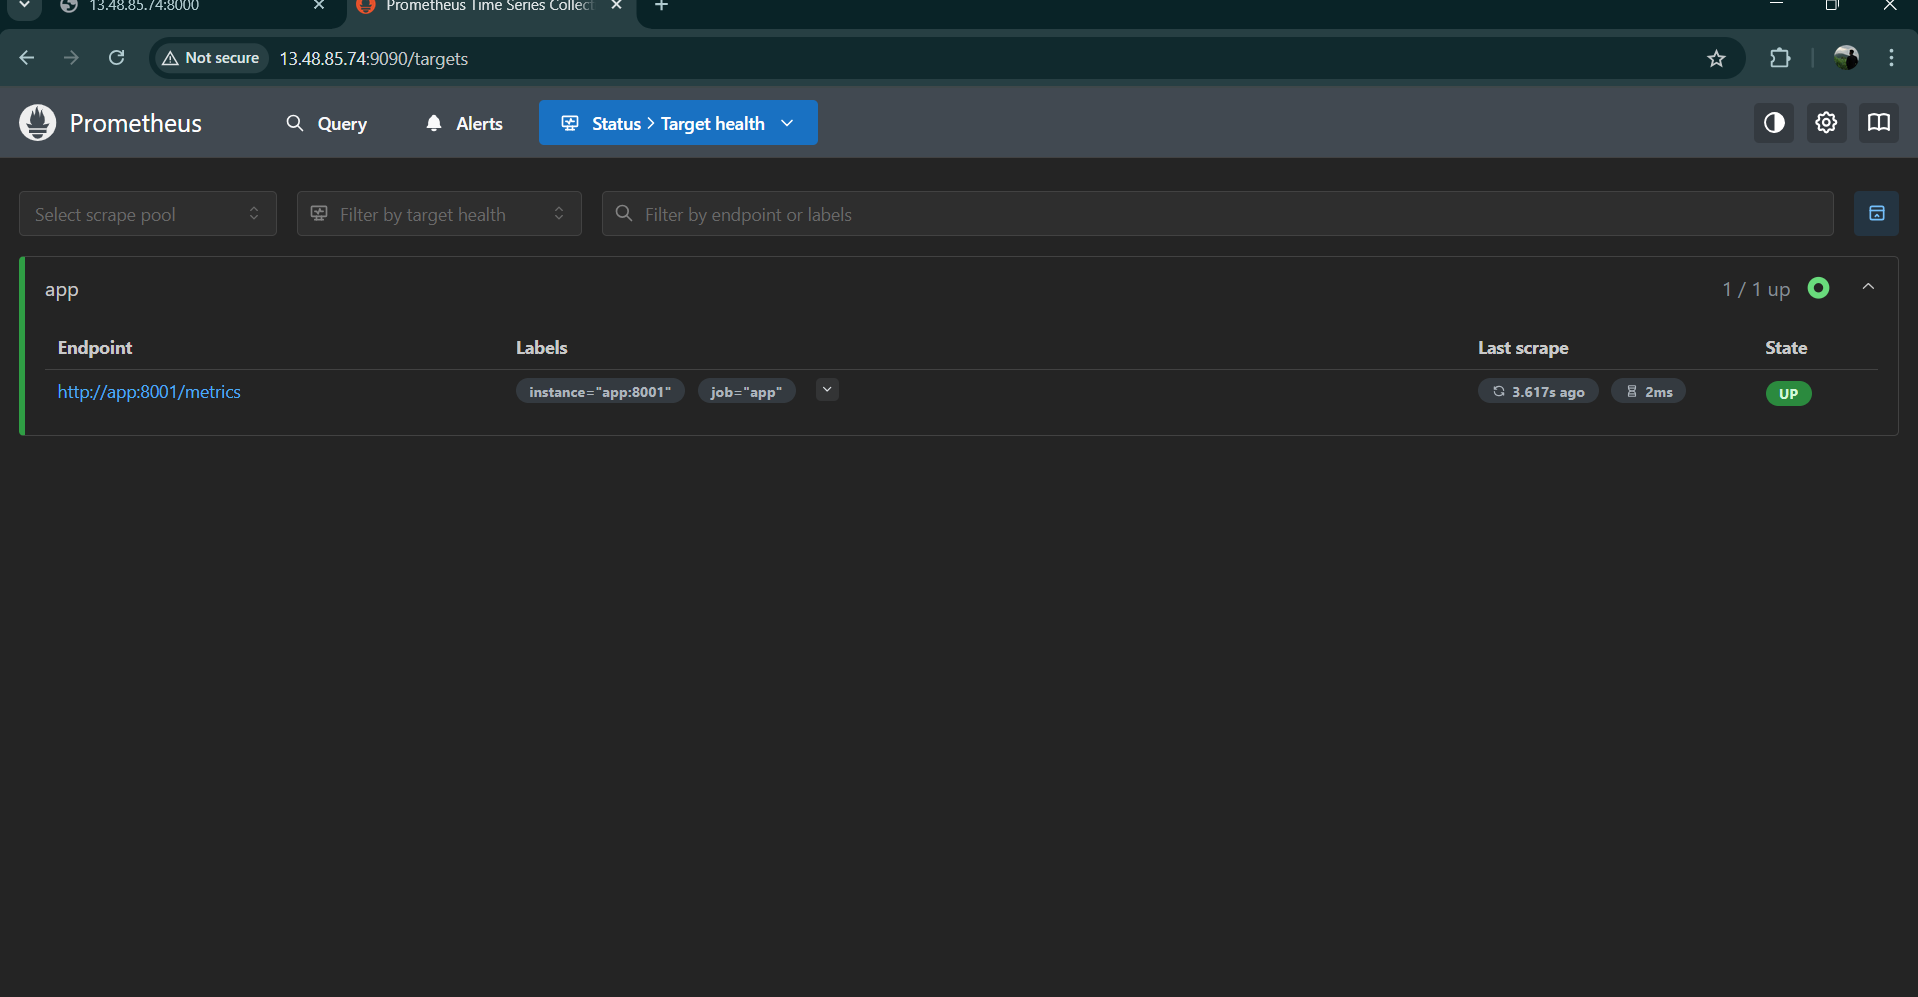 13.48.85.74:8000
Prometheus Time Series Collect
Not secure 13.48.85.74:9090/targets
Prometheus Query Alerts Status > Target health
Select scrape pool Filter by target health Filter by endpoint or labels
app 1 / 1 up
Endpoint Labels Last scrape State
http://app:8001/metrics instance="app:8001" job="app" 3.617s ago 2ms UP